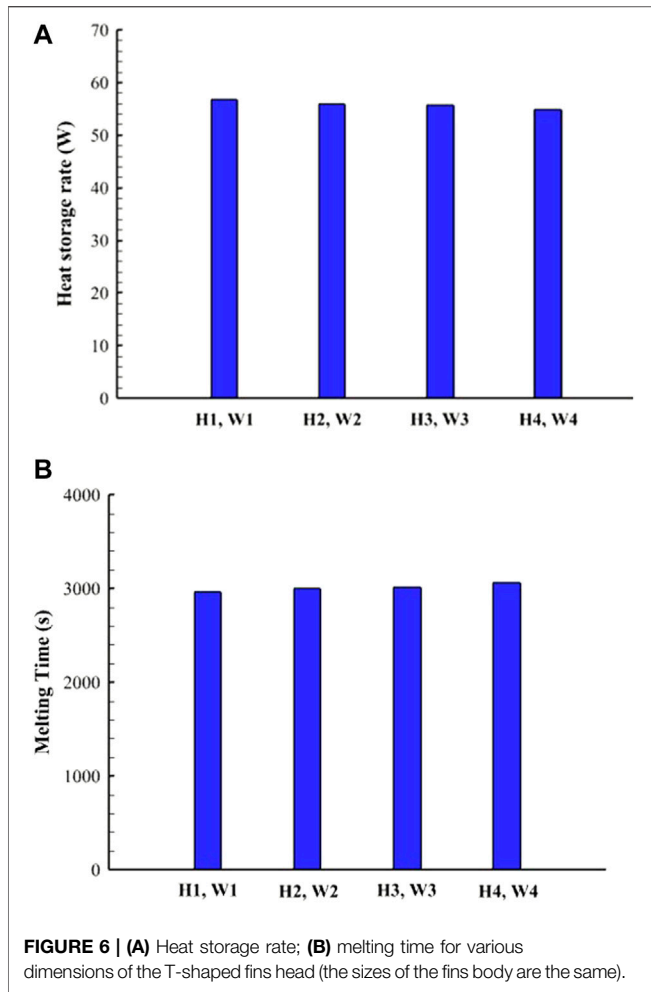 A
70
60
50
40
30
20
10
0
Heat storage rate (W)
H1, W1 H2, W2 H3, W3 H4, W4
B
4000
3000
2000
1000
0
Melting Time (s)
H1, W1 H2, W2 H3, W3 H4, W4
FIGURE 6 | (A) Heat storage rate; (B) melting time for various
dimensions of the T-shaped fins head (the sizes of the fins body are the same).